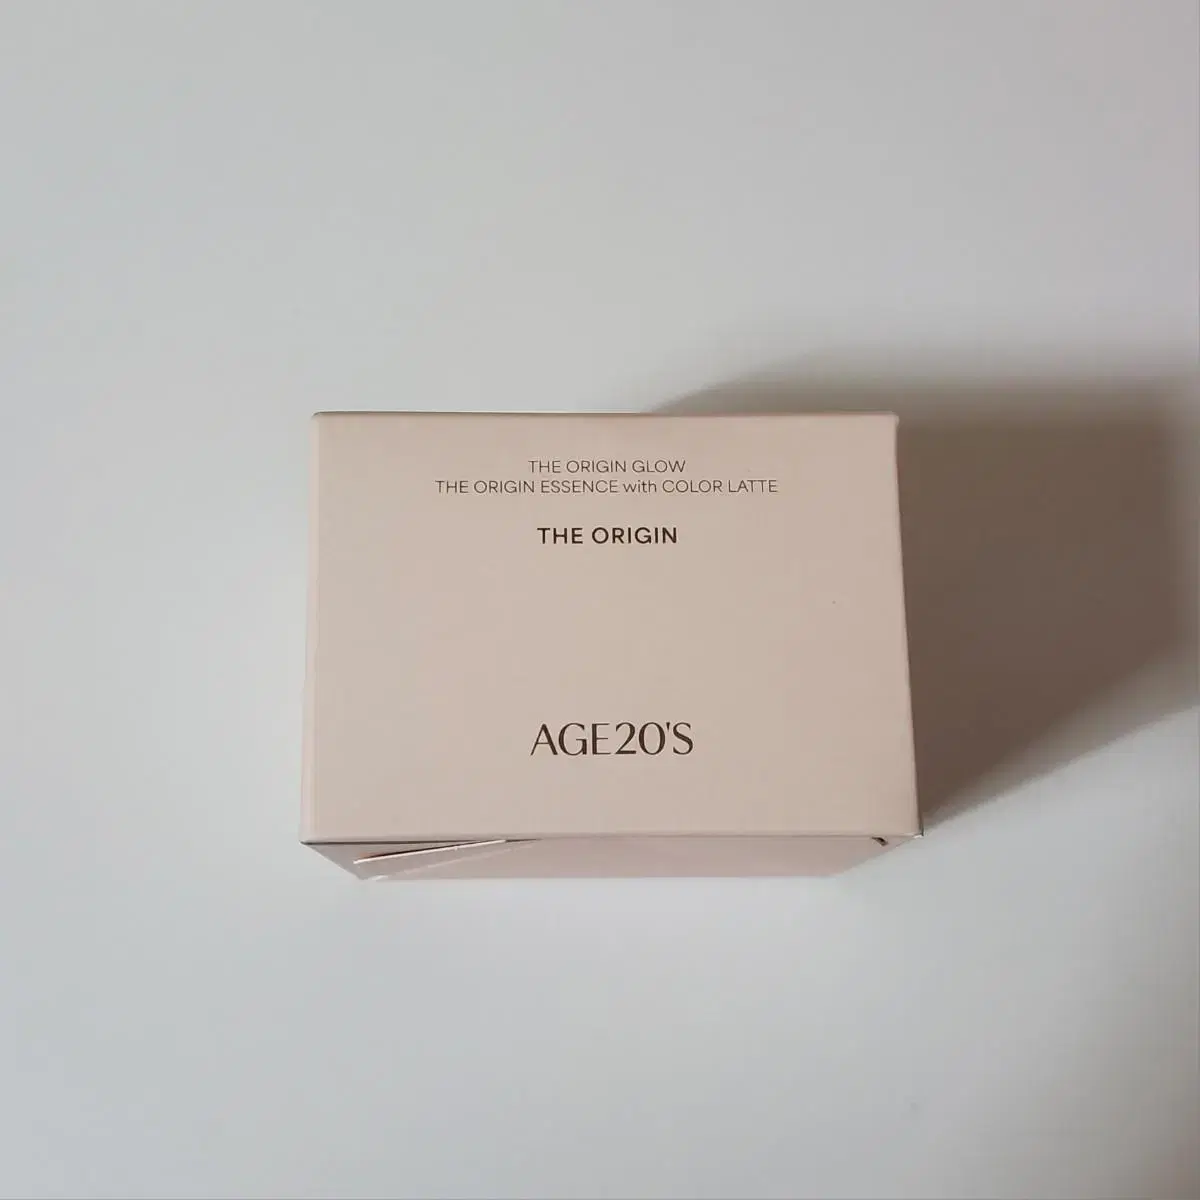 THE ORIGIN GLOW
THE ORIGIN ESSENCE with COLOR LATTE
THE ORIGIN
AGE20'S